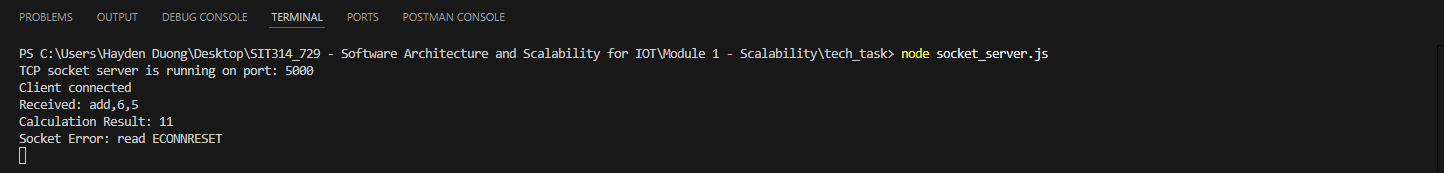 PROBLEMS OUTPUT DEBUG CONSOLE TERMINAL PORTS POSTMAN CONSOLE
PS C:\Users\Hayden Duong\Desktop\SIT314_729 - Software Architecture and Scalability for IOT\Module 1 - Scalability\tech_task> node socket_server.js
TCP socket server is running on port: 5000
Client connected
Received: add,6,5
Calculation Result: 11
Socket Error: read ECONNRESET